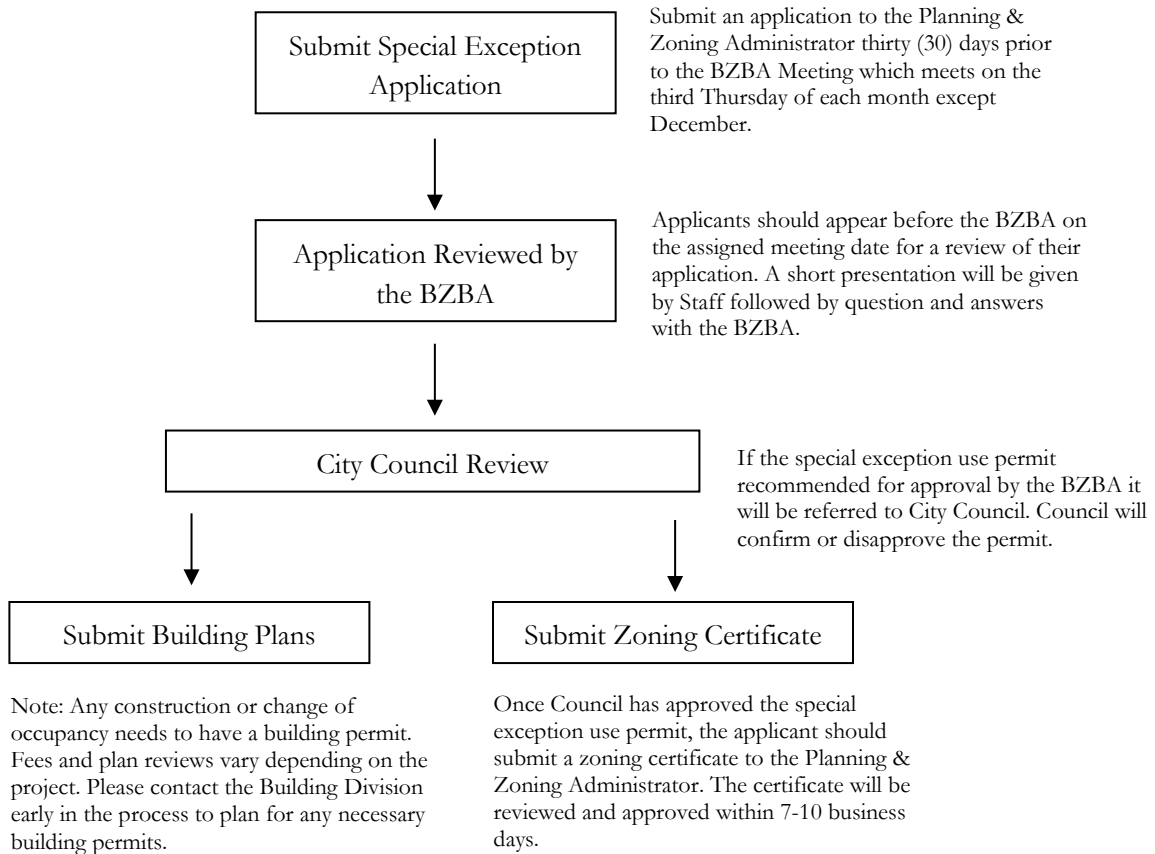 Submit Special Exception
Application
Submit an application to the Planning &
Zoning Administrator thirty (30) days prior
to the BZBA Meeting which meets on the
third Thursday of each month except
December.
Application Reviewed by
the BZBA
Applicants should appear before the BZBA on
the assigned meeting date for a review of their
application. A short presentation will be given
by Staff followed by question and answers
with the BZBA.
City Council Review
If the special exception use permit
recommended for approval by the BZBA it
will be referred to City Council. Council will
confirm or disapprove the permit.
Submit Building Plans
Note: Any construction or change of
occupancy needs to have a building permit.
Fees and plan reviews vary depending on the
project. Please contact the Building Division
early in the process to plan for any necessary
building permits.
Submit Zoning Certificate
Once Council has approved the special
exception use permit, the applicant should
submit a zoning certificate to the Planning &
Zoning Administrator. The certificate will be
reviewed and approved within 7-10 business
days.